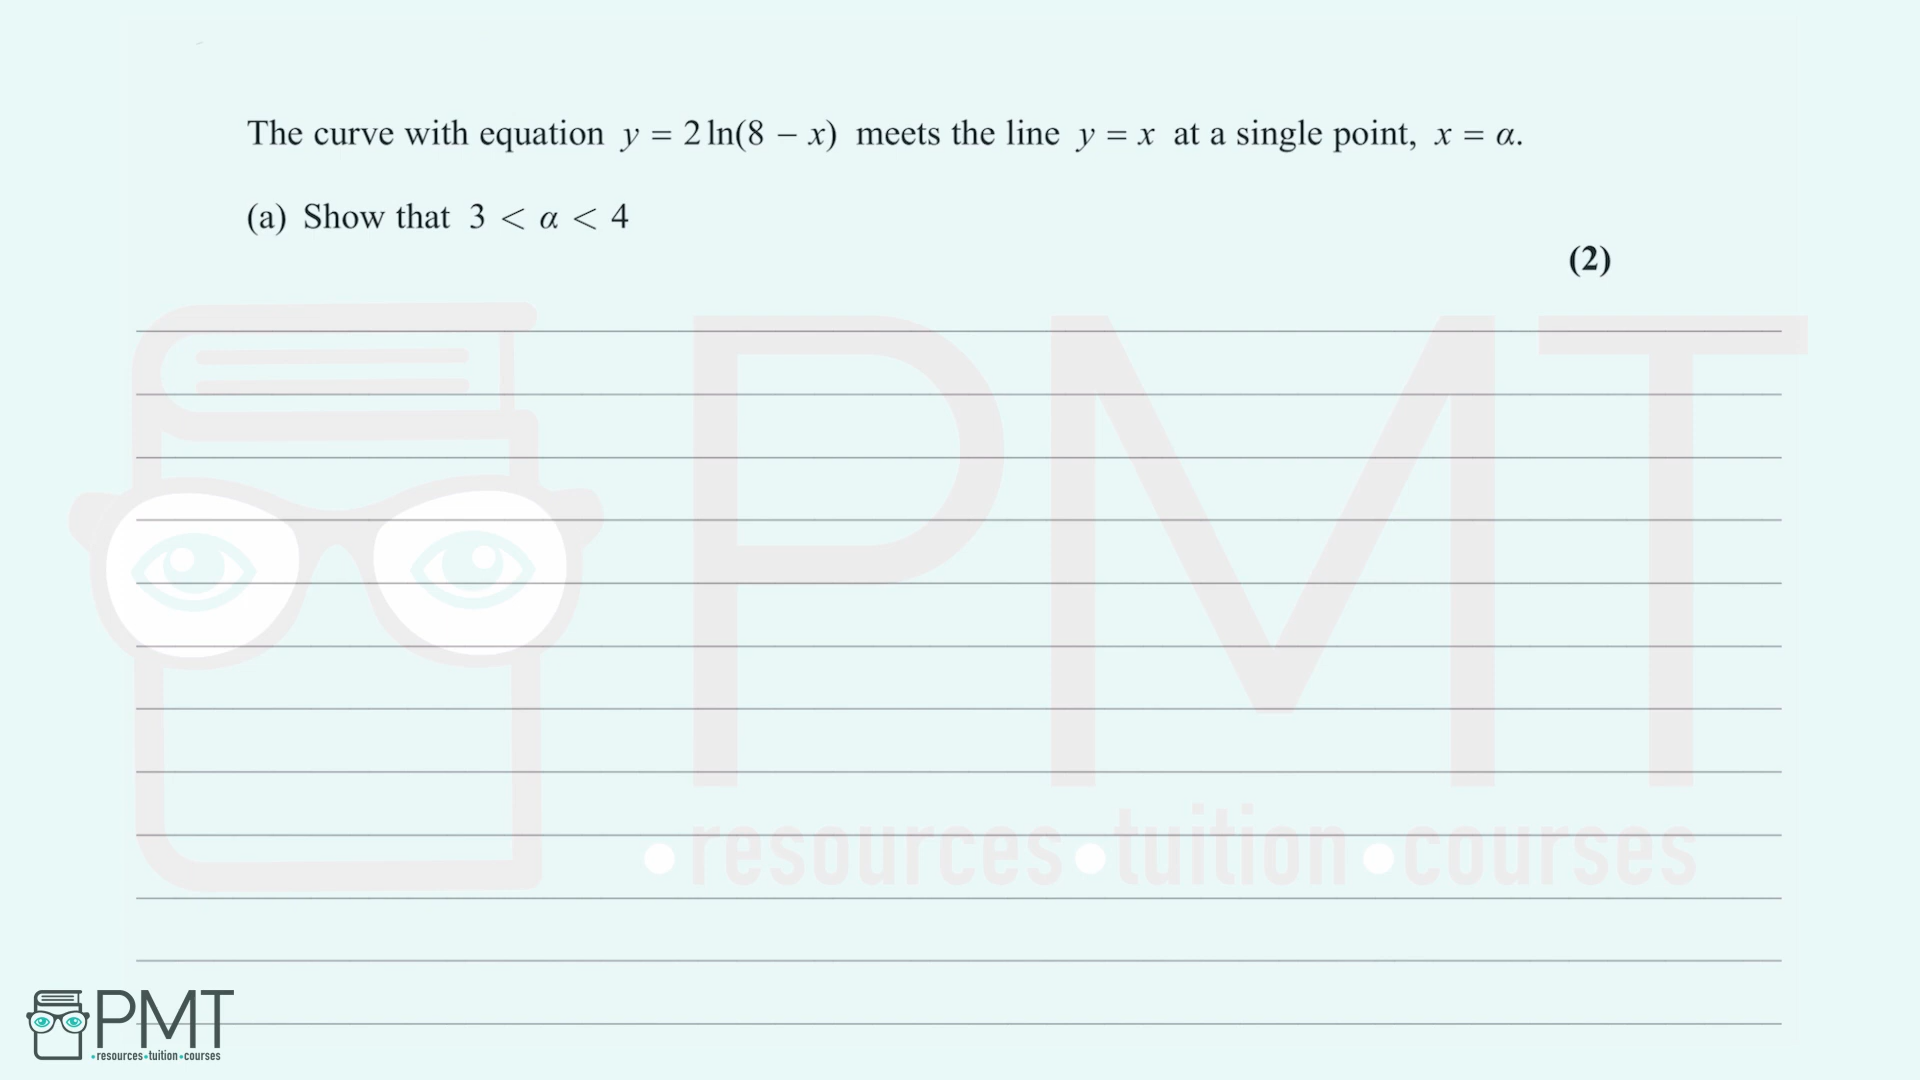 The curve with equation y = 2 ln(8 − x) meets the line y = x at a single point, x = α.
(a) Show that 3 < α < 4
(2)
PMT
•resources•tuition•courses
PMT
•resources•tuition•courses